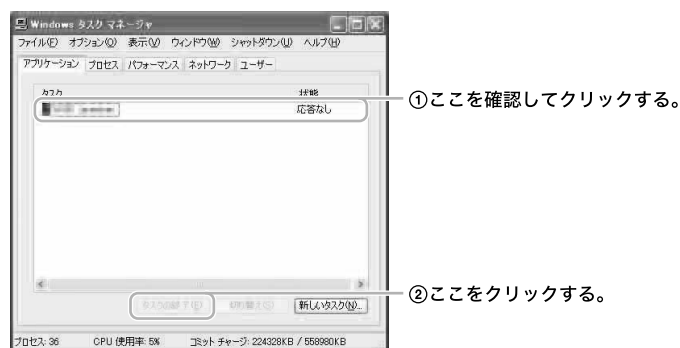 Windows タスク マネージャ
ファイル(F) オプション(O) 表示(V) ウィンドウ(W) シャットダウン(U) ヘルプ(H)
アプリケーション プロセス パフォーマンス ネットワーク ユーザー
タスク 状態
応答なし
①ここを確認してクリックする。
タスクの終了(E) 切り替え(S) 新しいタスク(N)...
②ここをクリックする。
プロセス: 36 CPU 使用率: 5% コミット チャージ: 224328KB / 558980KB